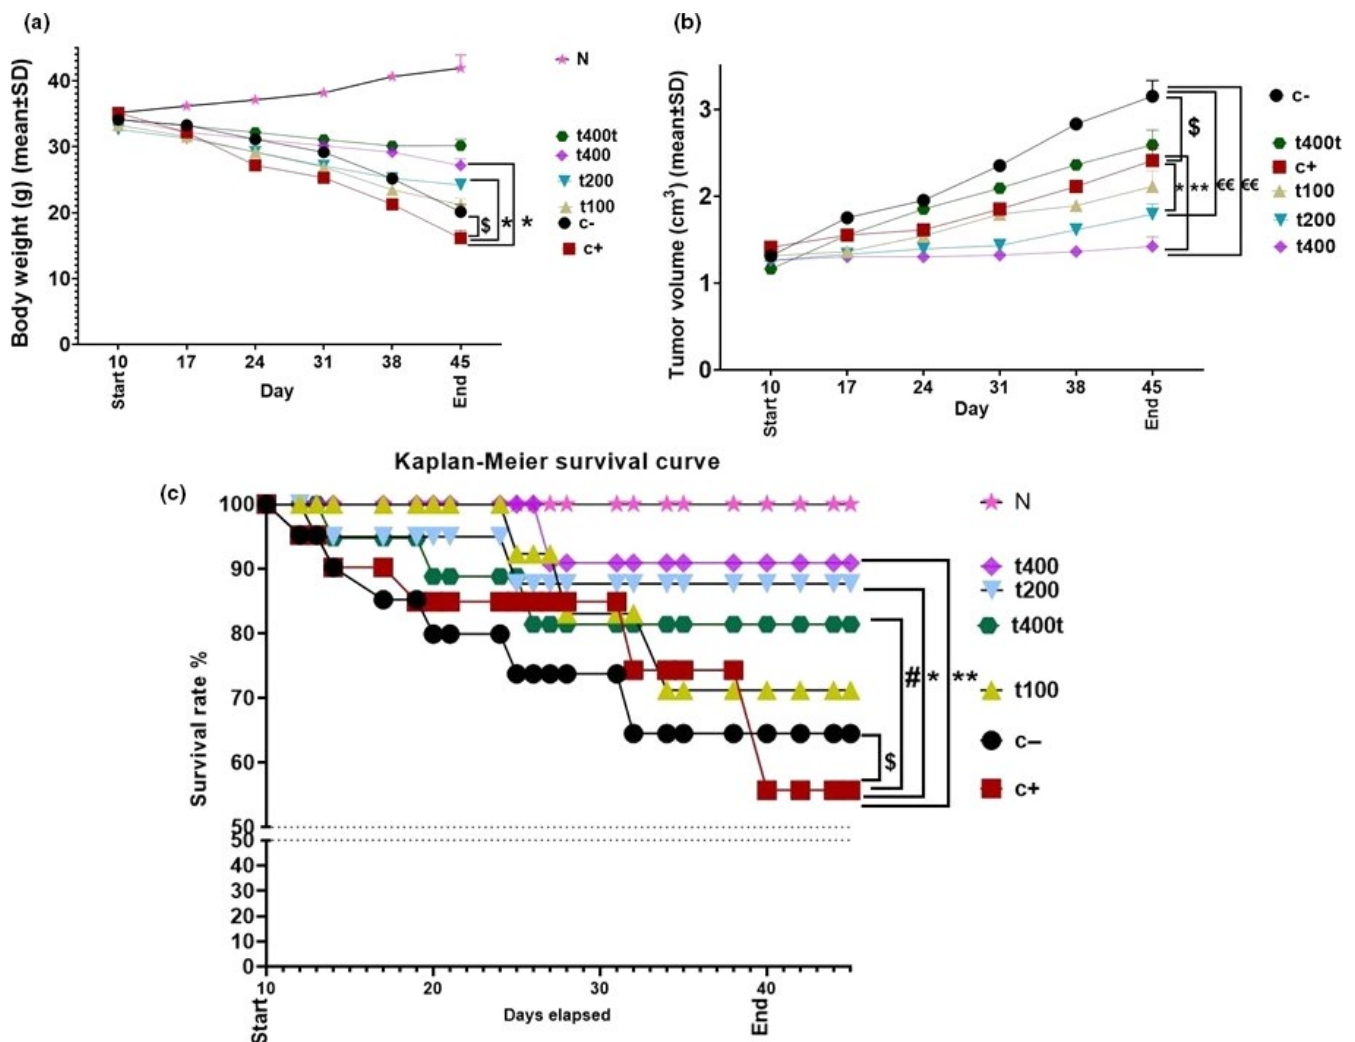 (a)
Body weight (g) (mean±SD)
40
30
20
10
0
10 17 24 31 38 45
Start Day End
N
t400t
t400
t200
t100
c-
c+
$ * *
(b)
Tumor volume (cm3) (mean±SD)
3
2
1
0
10 17 24 31 38 45
Start Day End
c-
t400t
c+
t100
t200
t400
$
* ** €€ €€
Kaplan-Meier survival curve
(c)
Survival rate %
100
90
80
70
60
50
50
40
30
20
10
0
10 20 30 40
Start Days elapsed End
N
t400
t200
t400t
t100
c–
c+
# * **
$